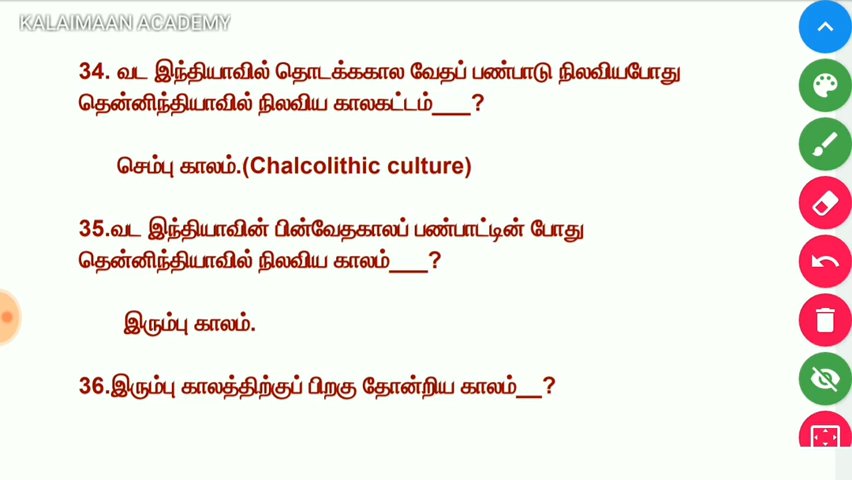 KALAIMAAN ACADEMY
34. வட இந்தியாவில் தொடக்ககால வேதப் பண்பாடு நிலவியபோது
தென்னிந்தியாவில் நிலவிய காலகட்டம்___?
செம்பு காலம்.(Chalcolithic culture)
35.வட இந்தியாவின் பின்வேதகாலப் பண்பாட்டின் போது
தென்னிந்தியாவில் நிலவிய காலம்___?
இரும்பு காலம்.
36.இரும்பு காலத்திற்குப் பிறகு தோன்றிய காலம்__?